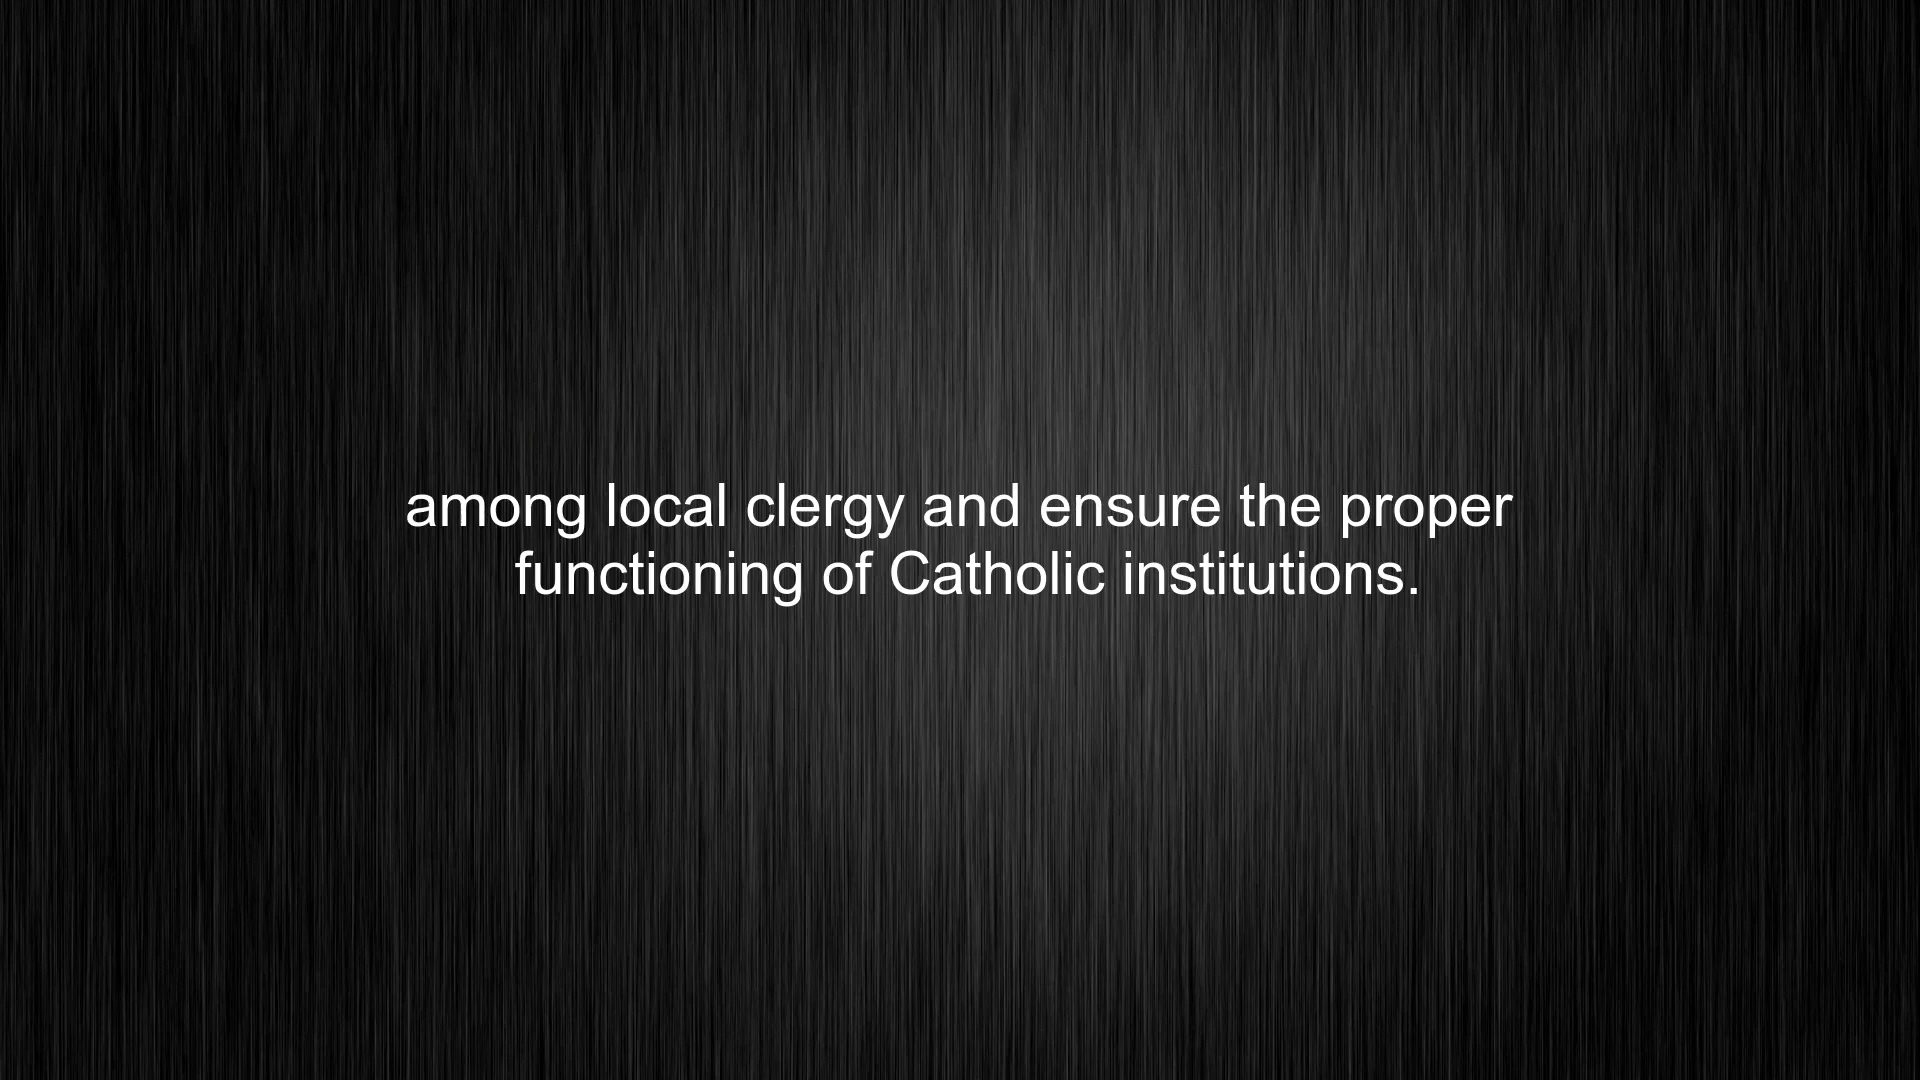 among local clergy and ensure the proper
functioning of Catholic institutions.